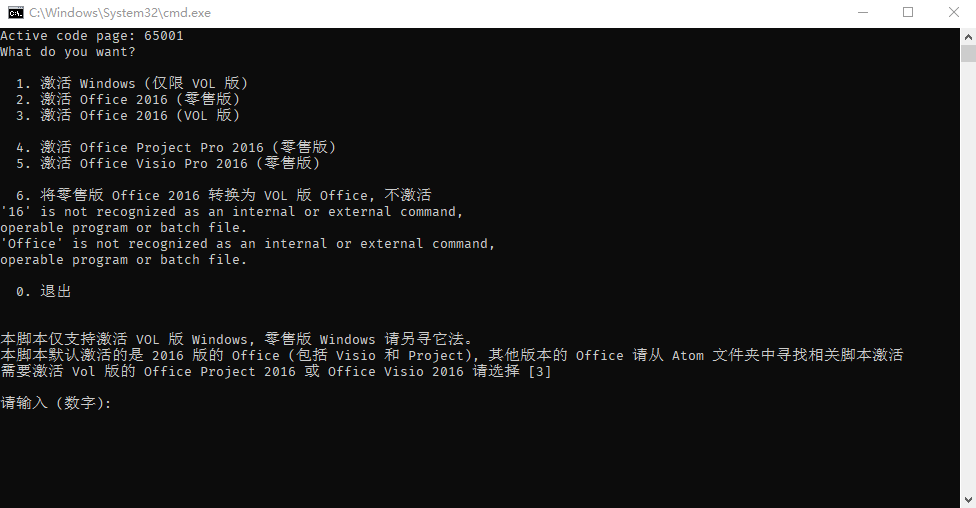 C:\Windows\System32\cmd.exe
Active code page: 65001
What do you want?
1. 激活 Windows (仅限 VOL 版)
2. 激活 Office 2016 (零售版)
3. 激活 Office 2016 (VOL 版)
4. 激活 Office Project Pro 2016 (零售版)
5. 激活 Office Visio Pro 2016 (零售版)
6. 将零售版 Office 2016 转换为 VOL 版 Office, 不激活
'16' is not recognized as an internal or external command,
operable program or batch file.
'Office' is not recognized as an internal or external command,
operable program or batch file.
0. 退出
本脚本仅支持激活 VOL 版 Windows, 零售版 Windows 请另寻它法。
本脚本默认激活的是 2016 版的 Office (包括 Visio 和 Project), 其他版本的 Office 请从 Atom 文件夹中寻找相关脚本激活
需要激活 Vol 版的 Office Project 2016 或 Office Visio 2016 请选择 [3]
请输入 (数字):